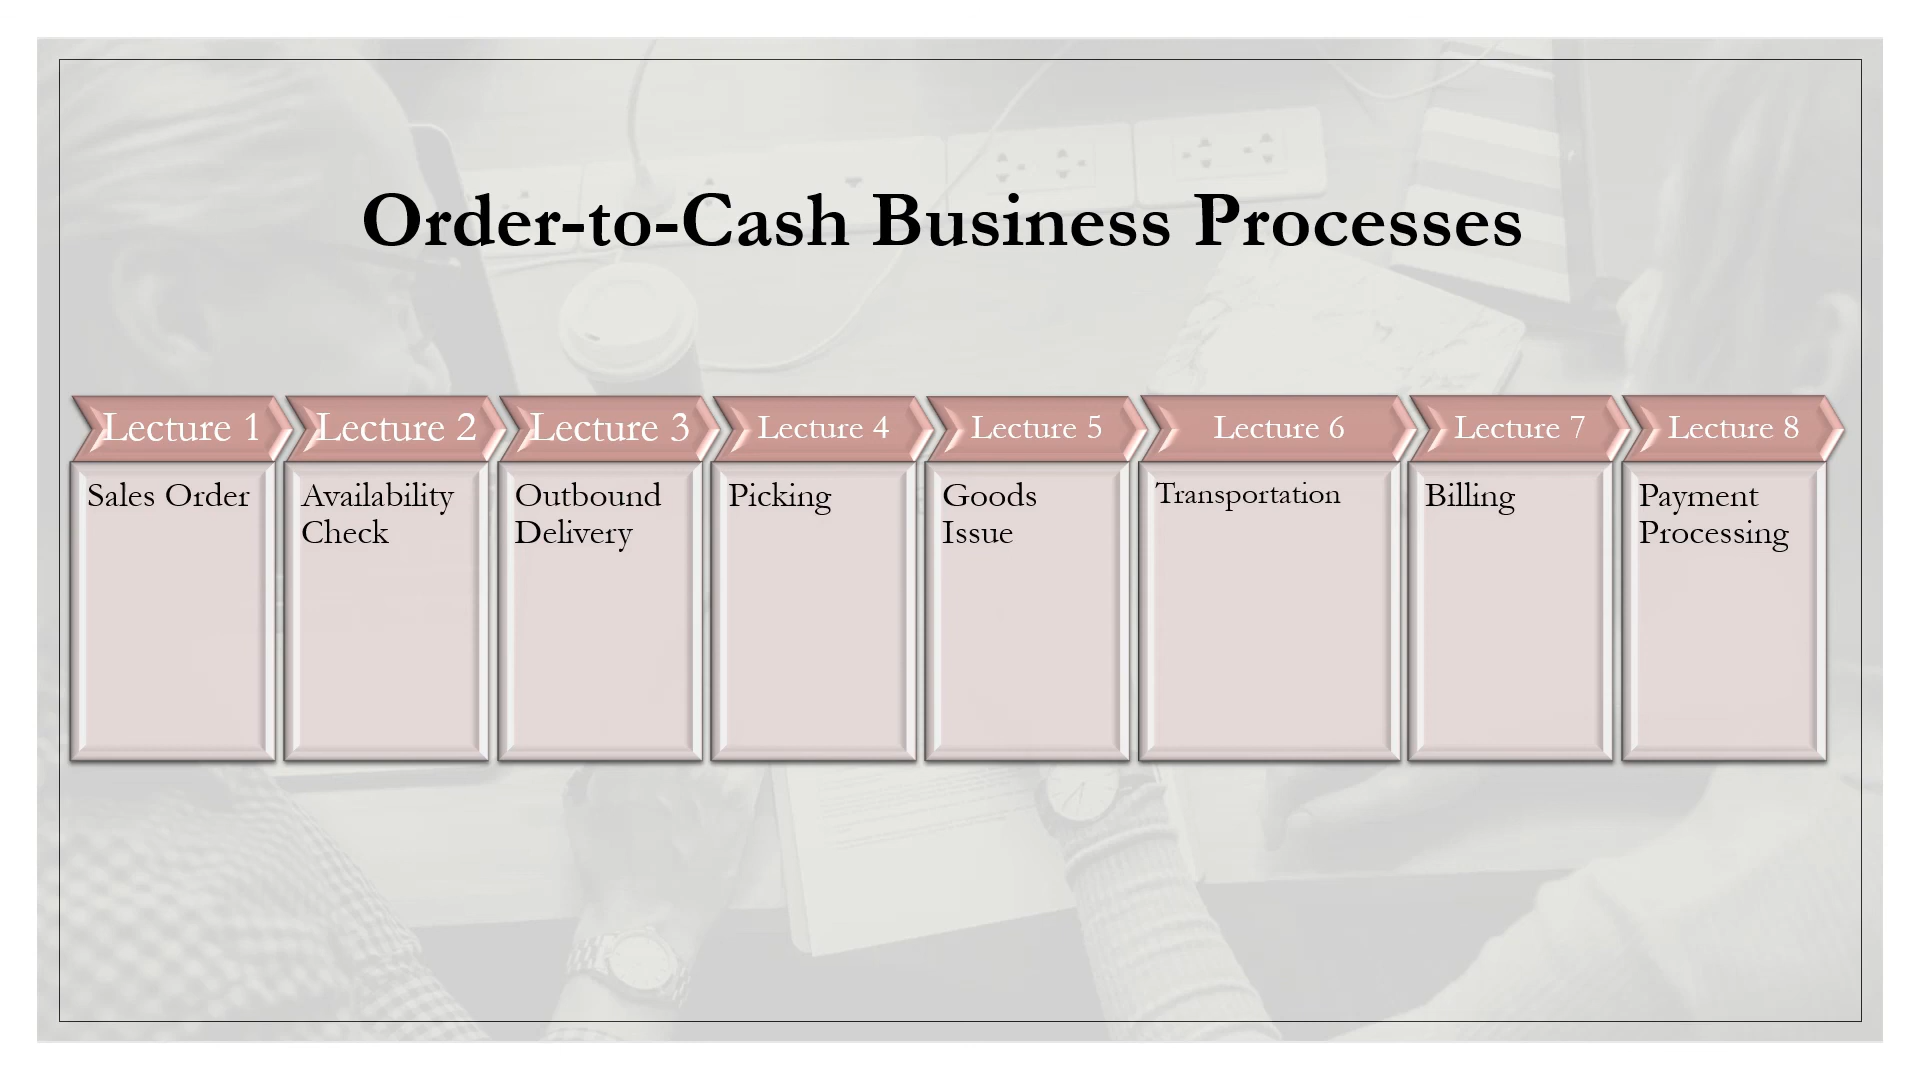 Order-to-Cash Business Processes
Lecture 1
Sales Order
Lecture 2
Availability
Check
Lecture 3
Outbound
Delivery
Lecture 4
Picking
Lecture 5
Goods
Issue
Lecture 6
Transportation
Lecture 7
Billing
Lecture 8
Payment
Processing